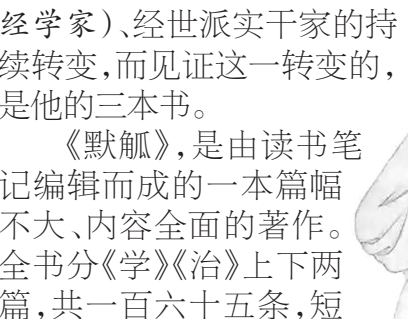 经学家）、经世派实干家的持
续转变，而见证这一转变的，
是他的三本书。
《默觚》，是由读书笔
记编辑而成的一本篇幅
不大、内容全面的著作。
全书分《学》《治》上下两
篇，共一百六十五条，短